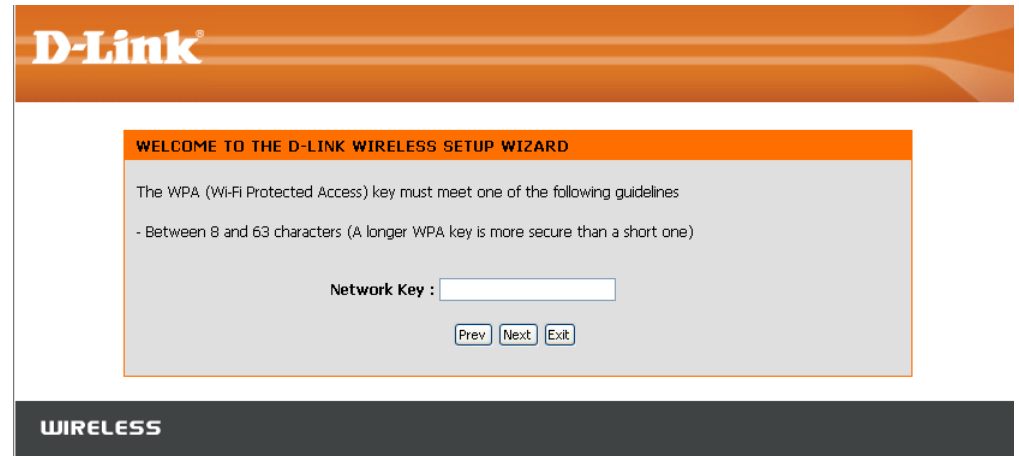 D-Link®
WELCOME TO THE D-LINK WIRELESS SETUP WIZARD
The WPA (Wi-Fi Protected Access) key must meet one of the following guidelines
- Between 8 and 63 characters (A longer WPA key is more secure than a short one)
Network Key :
Prev Next Exit
WIRELESS